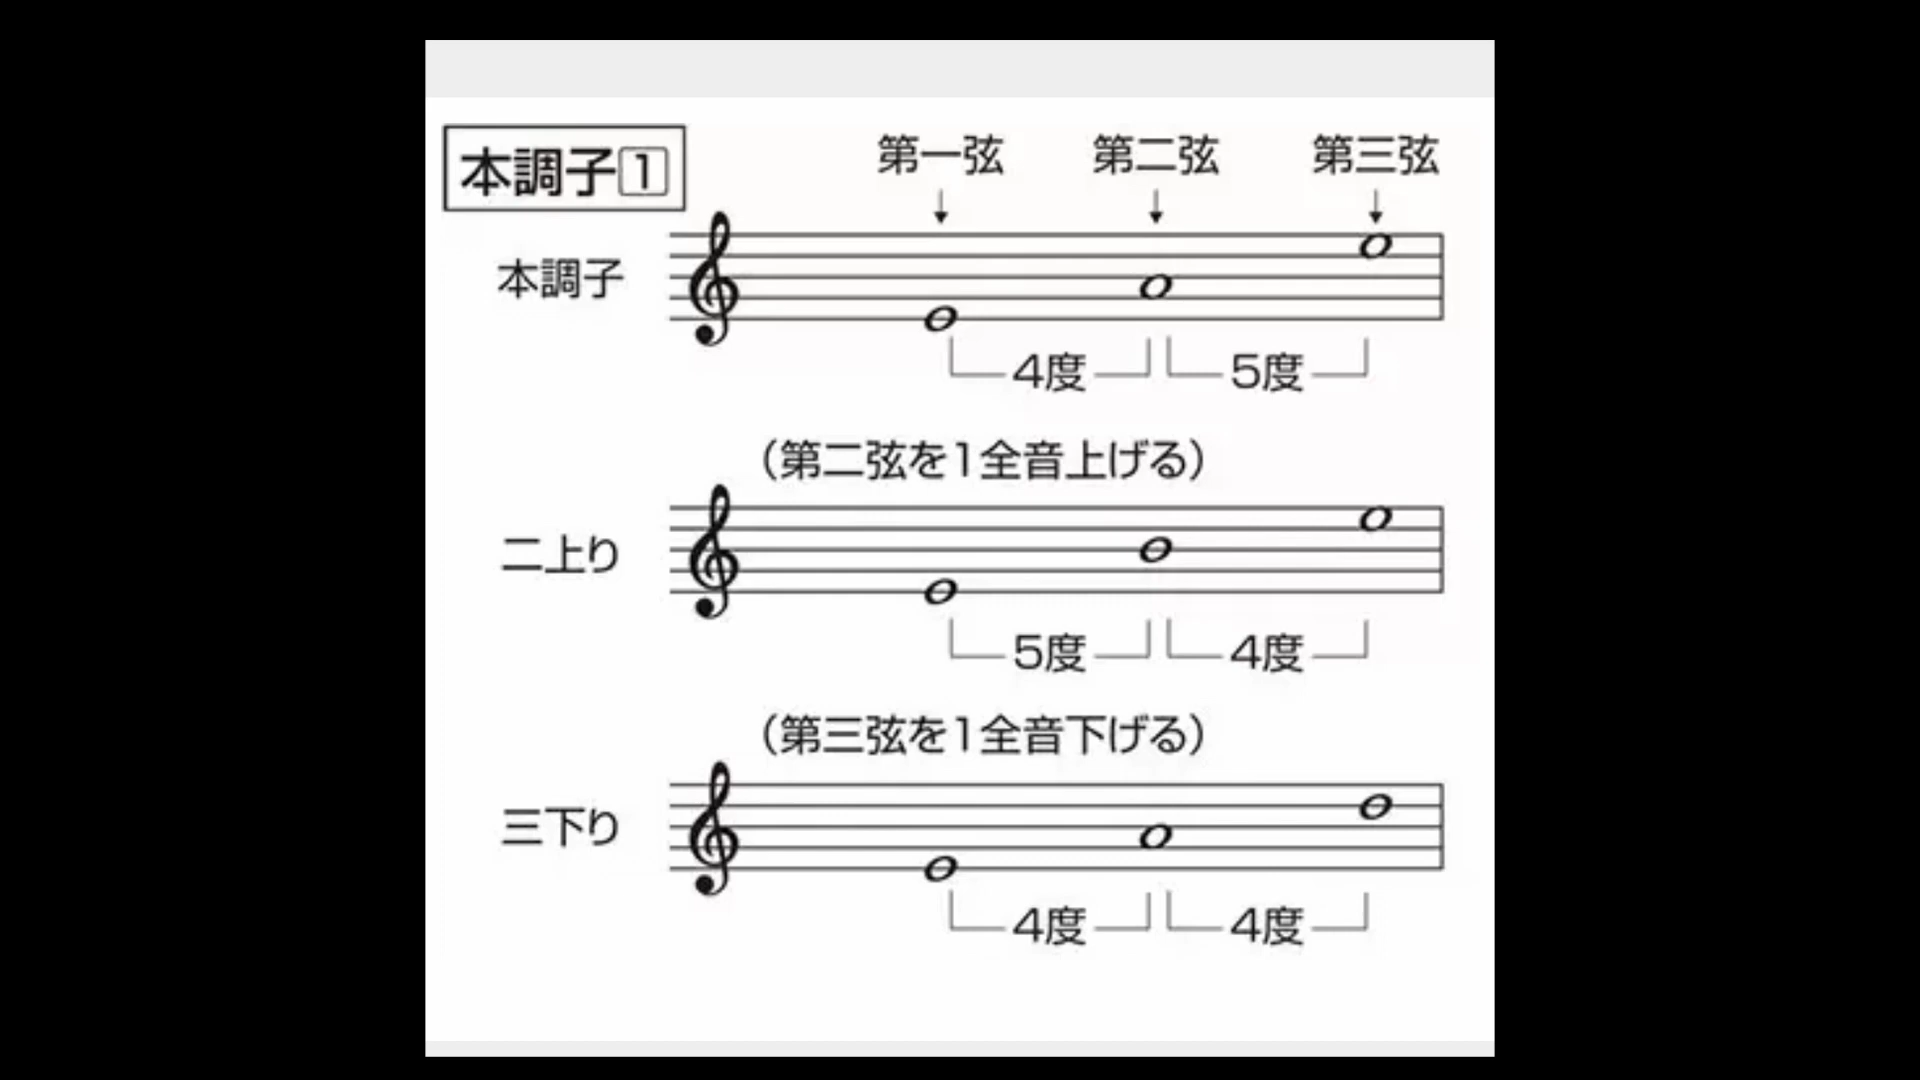 本調子1
第一弦 第二弦 第三弦
本調子
4度 5度
（第二弦を1全音上げる）
二上り
5度 4度
（第三弦を1全音下げる）
三下り
4度 4度